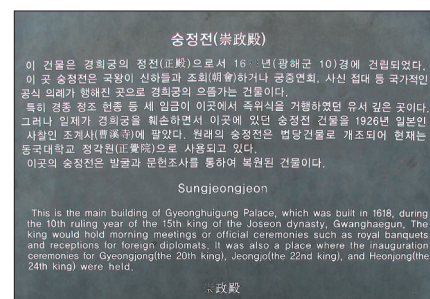 숭정전(崇政殿)
이 건물은 경희궁의 정전(正殿)으로서 16 년(광해군 10)경에 건립되었다.
이 곳 숭정전은 국왕이 신하들과 조회(朝會)하거나 궁중연회, 사신 접대 등 국가적인
공식 의례가 행해진 곳으로 경희궁의 으뜸가는 건물이다.
특히 경종 정조 헌종 등 세 임금이 이곳에서 즉위식을 거행하였던 유서 깊은 곳이다.
그러나 일제가 경희궁을 훼손하면서 이곳에 있던 숭정전 건물을 1926년 일본인
사찰인 조계사(曹溪寺)에 팔았다. 원래의 숭정전은 법당건물로 개조되어 현재는
동국대학교 정각원(正覺院)으로 사용되고 있다.
이곳의 숭정전은 발굴과 문헌조사를 통하여 복원된 건물이다.
Sungjeongjeon
This is the main building of Gyeonghuigung Palace, which was built in 1618, during
the 10th ruling year of the 15th king of the Joseon dynasty, Gwanghaegun, The
king would hold morning meetings or official ceremonies such as royal banquets
and receptions for foreign diplomats. It was also a place where the inauguration
ceremonies for Gyeongjong(the 20th king), Jeongjo(the 22nd king), and Heonjong(the
24th king) were held.
崇政殿